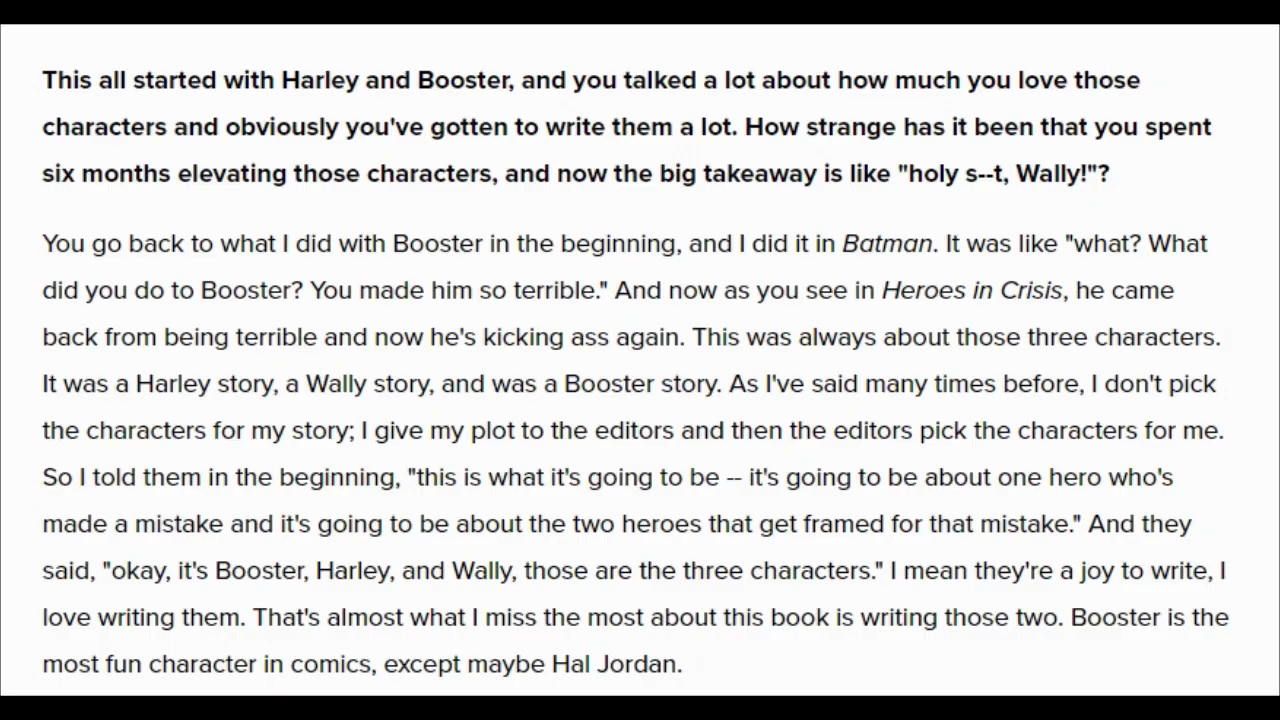 This all started with Harley and Booster, and you talked a lot about how much you love those
characters and obviously you've gotten to write them a lot. How strange has it been that you spent
six months elevating those characters, and now the big takeaway is like "holy s--t, Wally!"?
You go back to what I did with Booster in the beginning, and I did it in Batman. It was like "what? What
did you do to Booster? You made him so terrible." And now as you see in Heroes in Crisis, he came
back from being terrible and now he's kicking ass again. This was always about those three characters.
It was a Harley story, a Wally story, and was a Booster story. As I've said many times before, I don't pick
the characters for my story; I give my plot to the editors and then the editors pick the characters for me.
So I told them in the beginning, "this is what it's going to be -- it's going to be about one hero who's
made a mistake and it's going to be about the two heroes that get framed for that mistake." And they
said, "okay, it's Booster, Harley, and Wally, those are the three characters." I mean they're a joy to write, I
love writing them. That's almost what I miss the most about this book is writing those two. Booster is the
most fun character in comics, except maybe Hal Jordan.